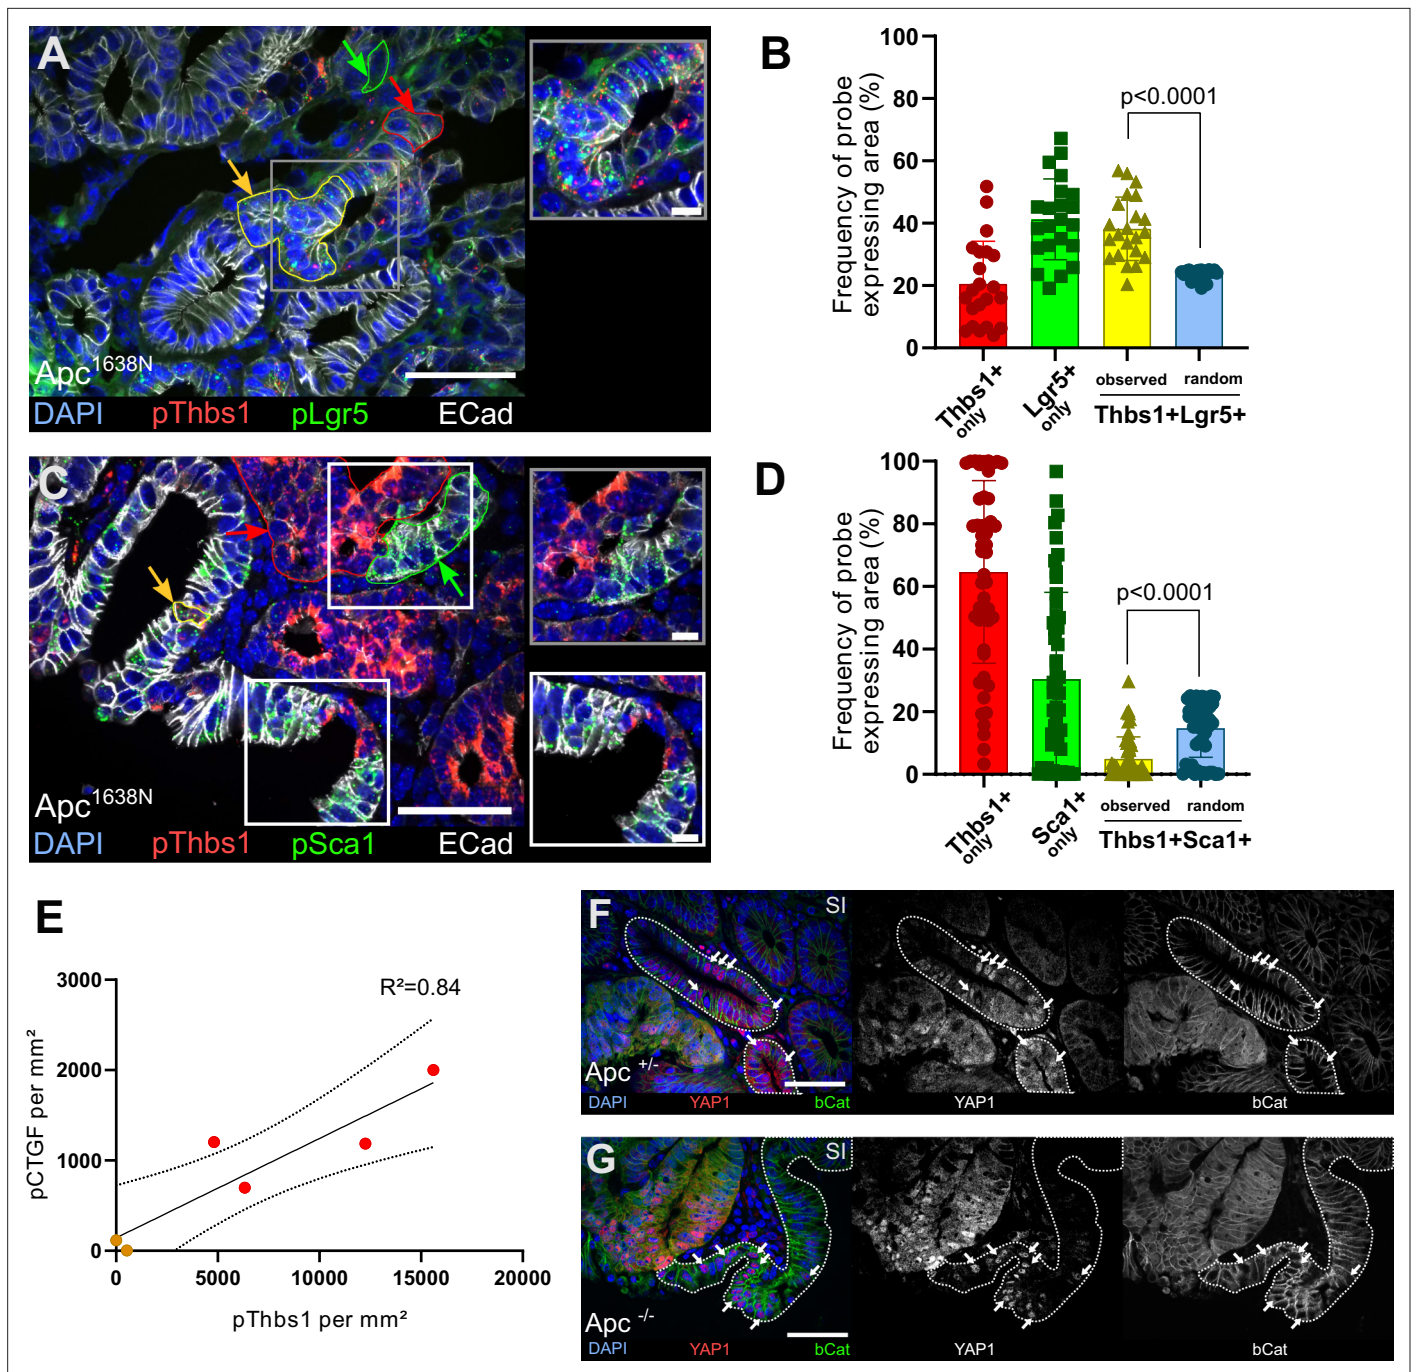 A
Apc1638N
DAPI pThbs1 pLgr5 ECad
B
Frequency of probe
expressing area (%)
100
80
60
40
20
0
p<0.0001
Thbs1+
only
Lgr5+
only
observed random
Thbs1+Lgr5+
C
Apc1638N
DAPI pThbs1 pSca1 ECad
D
Frequency of probe
expressing area (%)
100
80
60
40
20
0
p<0.0001
Thbs1+
only
Sca1+
only
observed random
Thbs1+Sca1+
E
pCTGF per mm²
3000
2000
1000
0
R²=0.84
0 5000 10000 15000 20000
pThbs1 per mm²
F
SI
Apc +/-
DAPI YAP1 bCat YAP1 bCat
G
SI
Apc -/-
DAPI YAP1 bCat YAP1 bCat